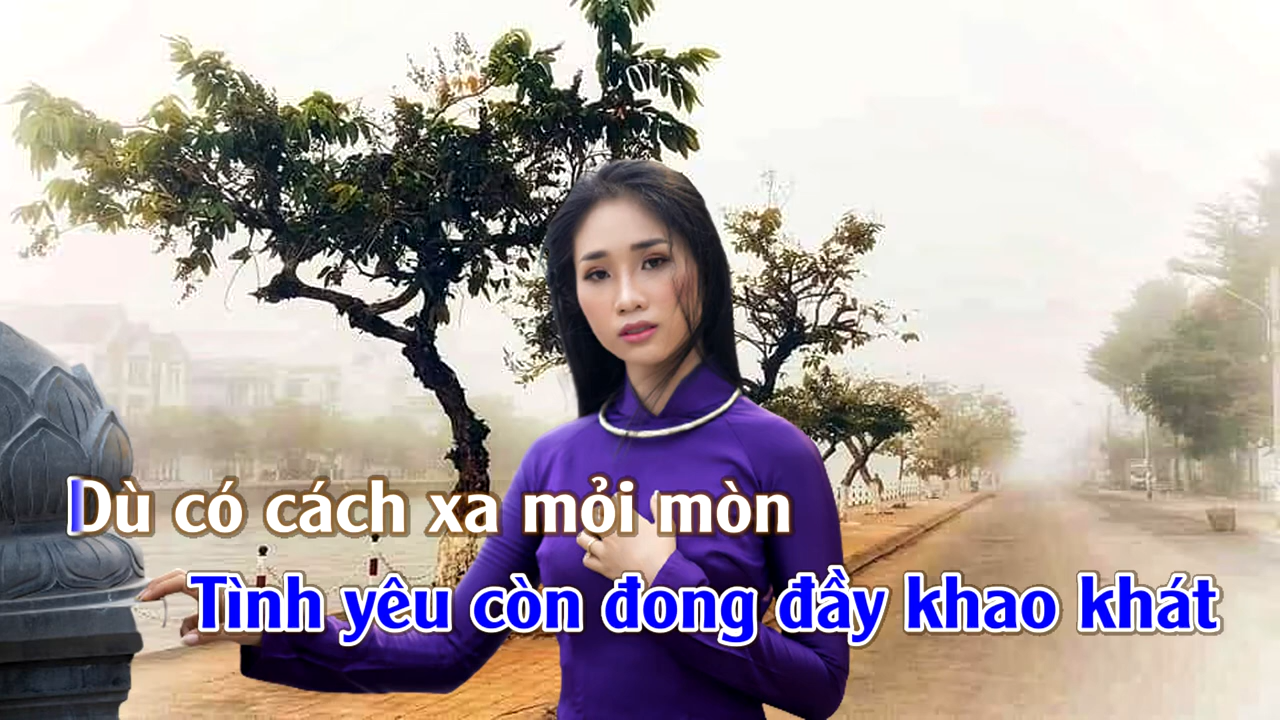 Dù có cách xa mỏi mòn
Tình yêu còn đong đầy khao khát